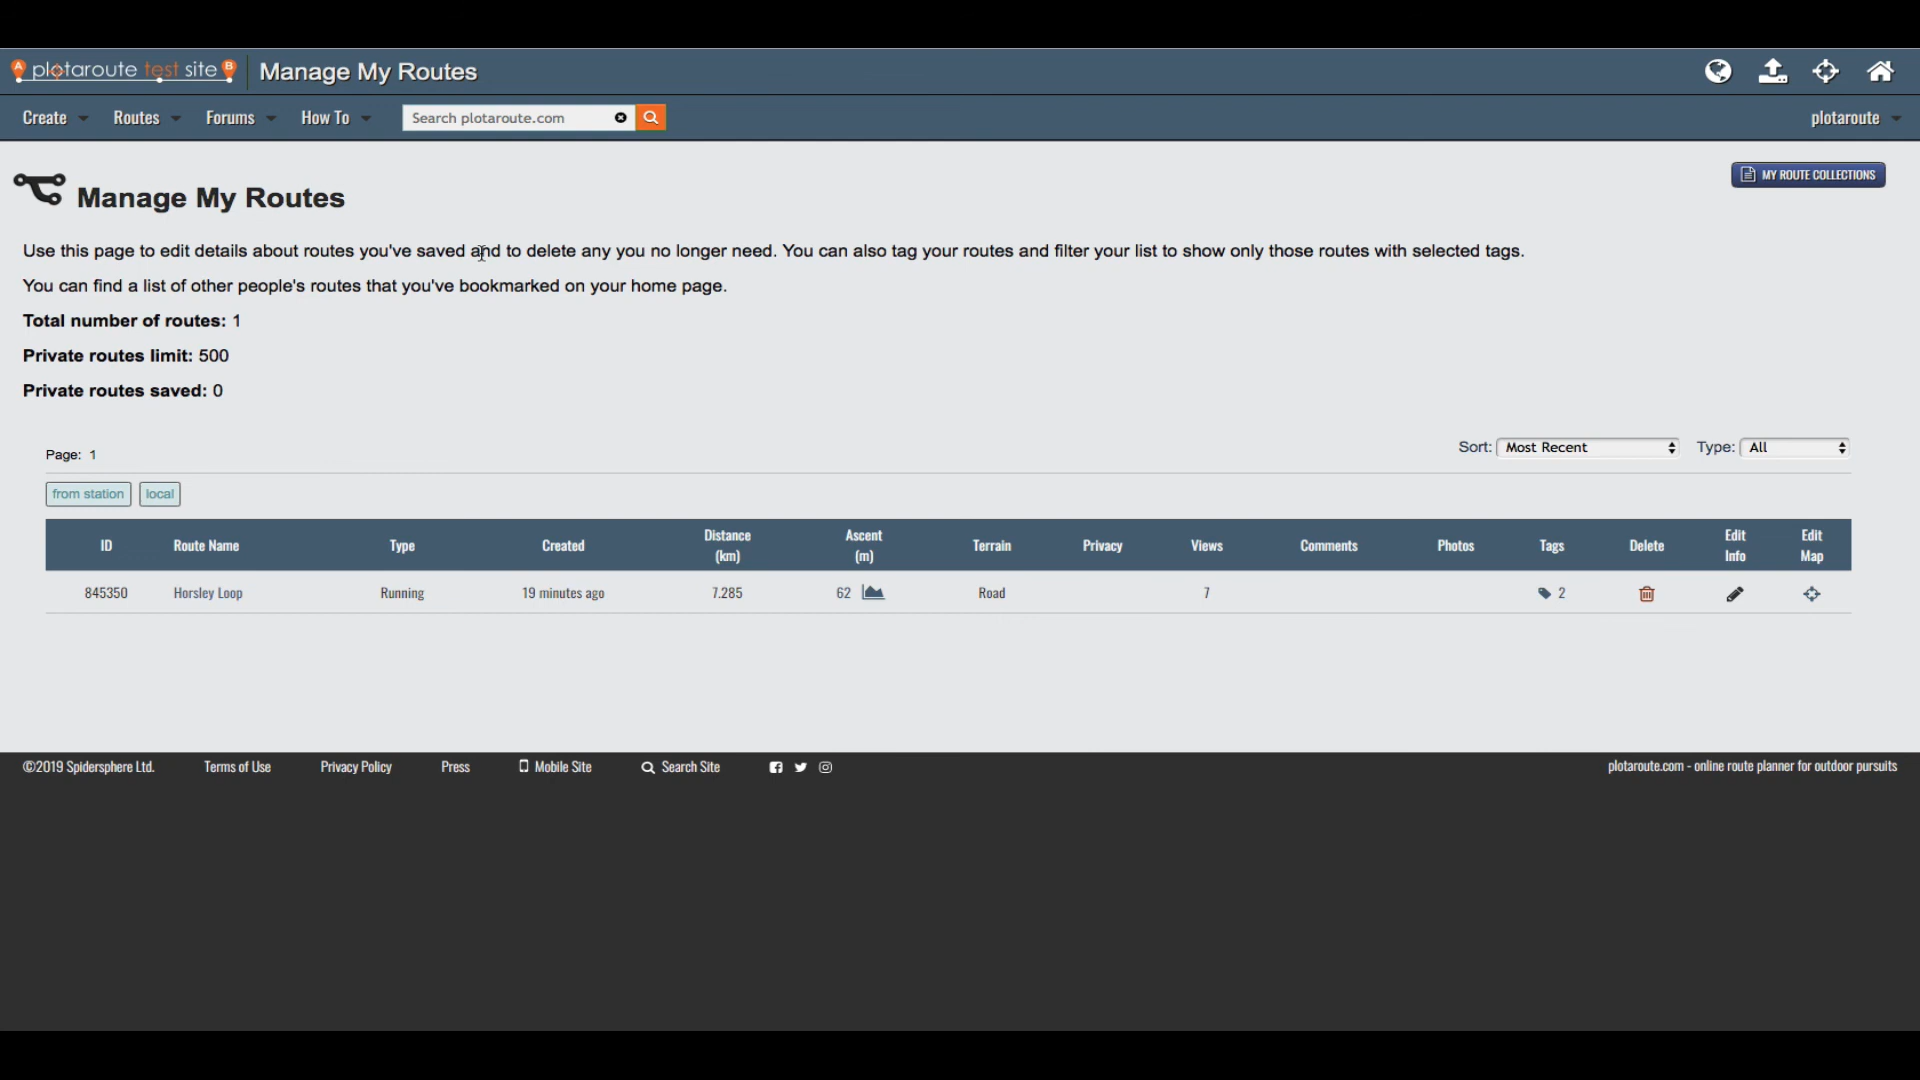 A plotaroute test site B Manage My Routes
Create Routes Forums How To Search plotaroute.com plotaroute
MY ROUTE COLLECTIONS
Manage My Routes
Use this page to edit details about routes you've saved and to delete any you no longer need. You can also tag your routes and filter your list to show only those routes with selected tags.
You can find a list of other people's routes that you've bookmarked on your home page.
Total number of routes: 1
Private routes limit: 500
Private routes saved: 0
Page: 1 Sort: Most Recent Type: All
from station local
ID Route Name Type Created Distance (km) Ascent (m) Terrain Privacy Views Comments Photos Tags Delete Edit Info Edit Map
845350 Horsley Loop Running 19 minutes ago 7.285 62 Road 7 2
©2019 Spidersphere Ltd. Terms of Use Privacy Policy Press Mobile Site Search Site plotaroute.com - online route planner for outdoor pursuits